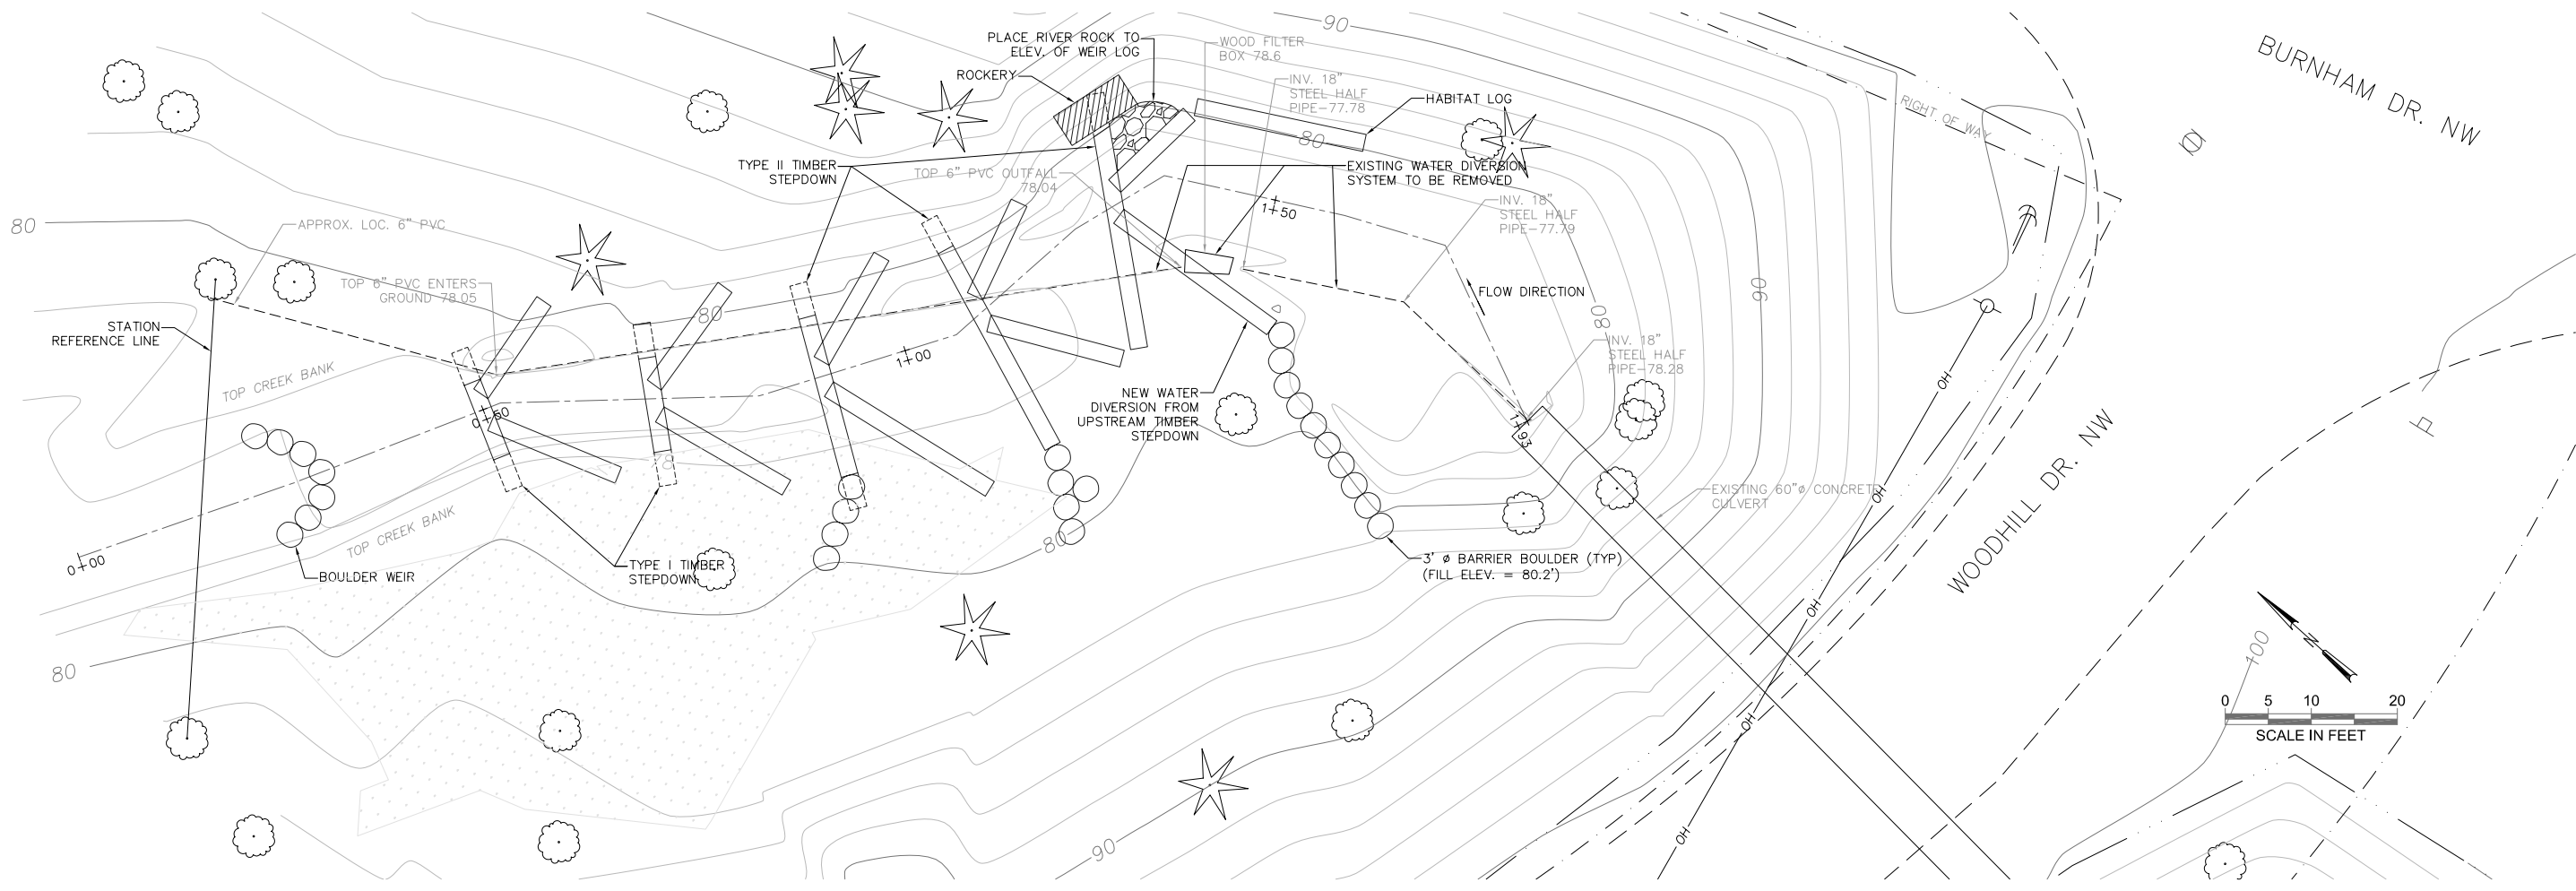 90
BURNHAM DR. NW
PLACE RIVER ROCK TO
ELEV. OF WEIR LOG
WOOD FILTER
BOX 78.6
ROCKERY
INV. 18"
STEEL HALF
PIPE-77.78
HABITAT LOG
RIGHT OF WAY
80
TYPE II TIMBER
STEPDOWN
TOP 6" PVC OUTFALL
78.04
EXISTING WATER DIVERSION
SYSTEM TO BE REMOVED
INV. 18"
STEEL HALF
PIPE-77.79
1+50
80
APPROX. LOC. 6" PVC
TOP 6" PVC ENTERS
GROUND 78.05
FLOW DIRECTION
90
80
80
STATION
REFERENCE LINE
1+00
INV. 18"
STEEL HALF
PIPE-78.28
TOP CREEK BANK
OH
NEW WATER
DIVERSION FROM
UPSTREAM TIMBER
STEPDOWN
0+50
1+93
WOODHILL DR. NW
78
EXISTING 60"ø CONCRETE
CULVERT
OH
TOP CREEK BANK
80
0+00
BOULDER WEIR
TYPE I TIMBER
STEPDOWN
3' ø BARRIER BOULDER (TYP)
(FILL ELEV. = 80.2')
OH
N
100
80
0 5 10 20
SCALE IN FEET
OH
OH
90